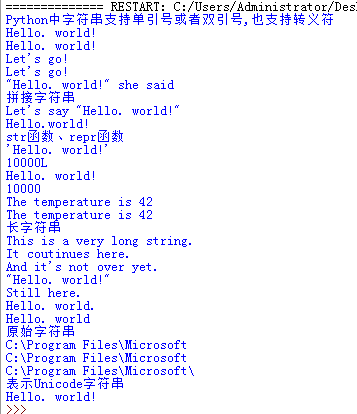 ============== RESTART: C:/Users/Administrator/Des
Python中字符串支持单引号或者双引号,也支持转义符
Hello. world!
Hello. world!
Let's go!
Let's go!
"Hello. world!" she said
拼接字符串
Let's say "Hello. world!"
Hello.world!
str函数、repr函数
'Hello. world!'
10000L
Hello. world!
10000
The temperature is 42
The temperature is 42
长字符串
This is a very long string.
It coutinues here.
And it's not over yet.
"Hello. world!"
Still here.
Hello. world.
Hello. world
原始字符串
C:\Program Files\Microsoft
C:\Program Files\Microsoft
C:\Program Files\Microsoft\
表示Unicode字符串
Hello. world!
>>>